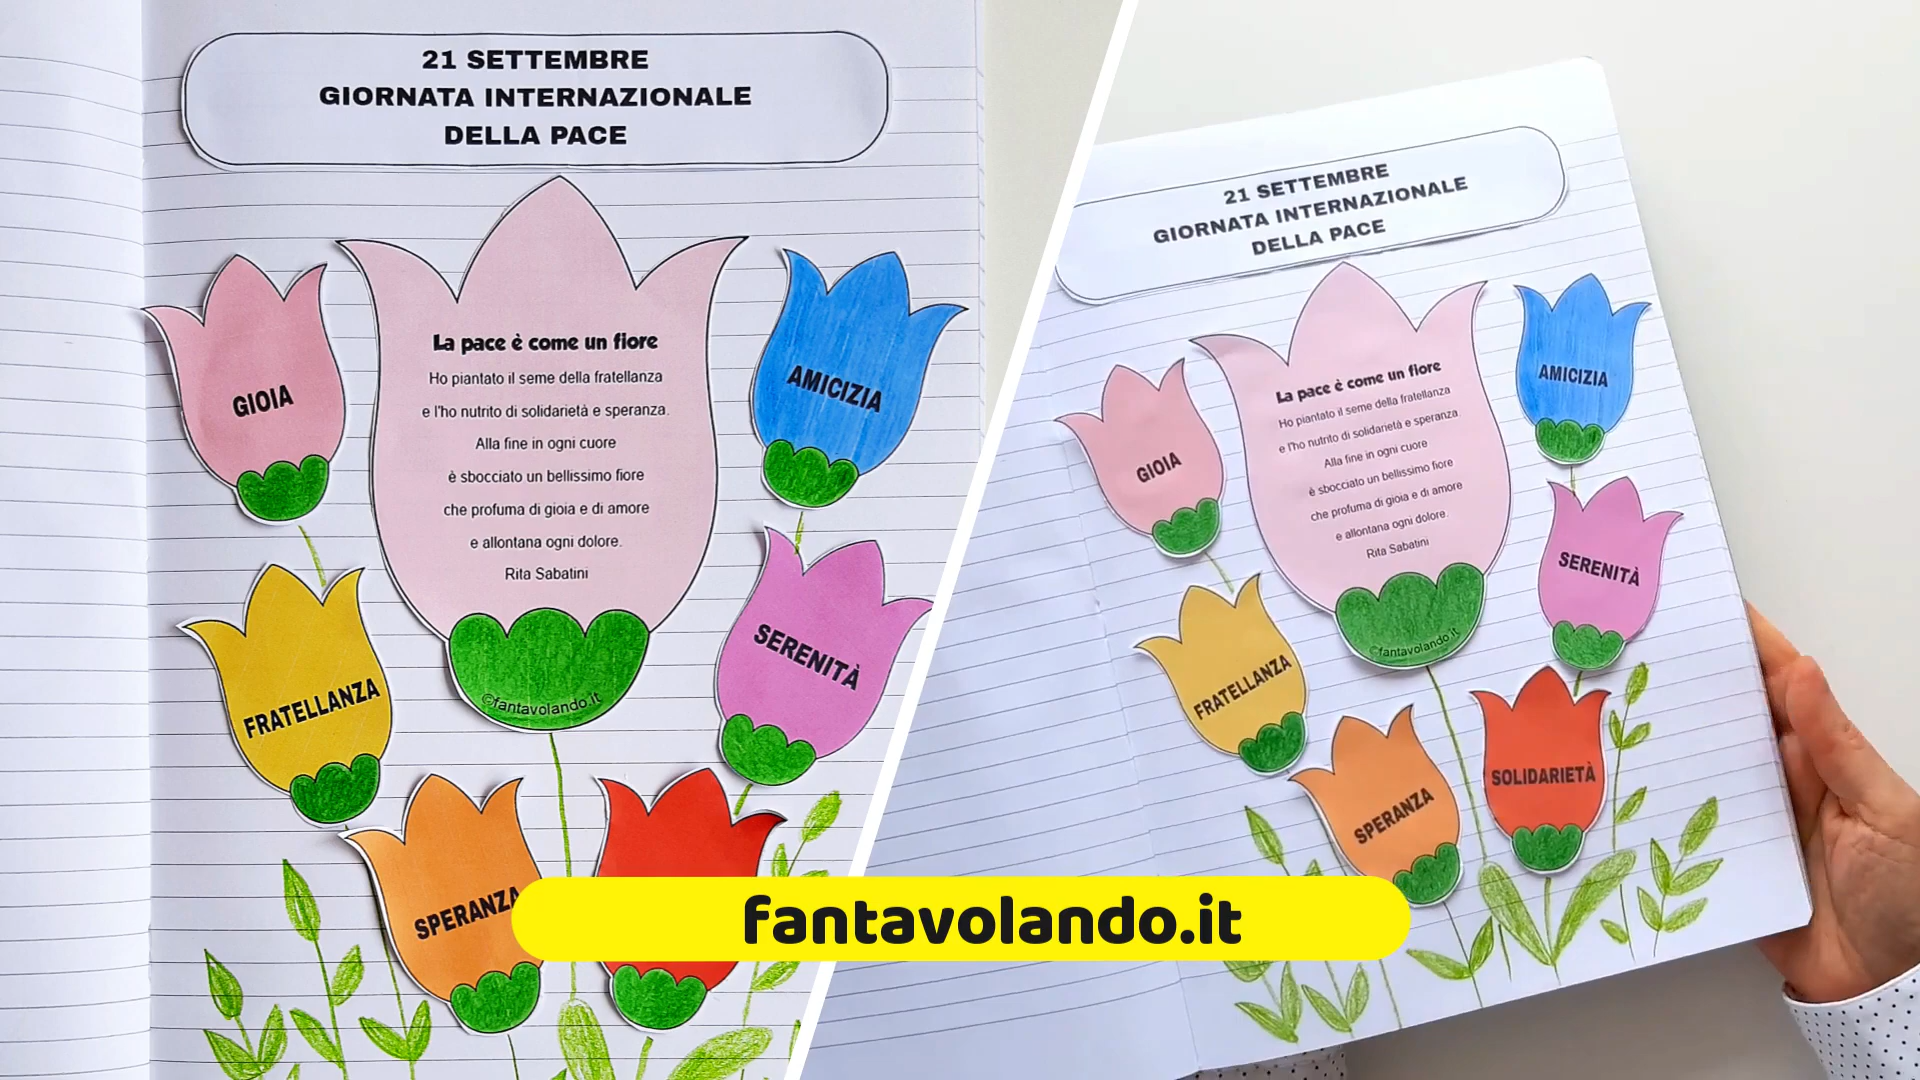 21 SETTEMBRE
GIORNATA INTERNAZIONALE
DELLA PACE
GIOIA
La pace è come un fiore
Ho piantato il seme della fratellanza
e l'ho nutrito di solidarietà e speranza.
Alla fine in ogni cuore
è sbocciato un bellissimo fiore
che profuma di gioia e di amore
e allontana ogni dolore.
Rita Sabatini
©fantavolando.it
AMICIZIA
SERENITÀ
FRATELLANZA
SPERANZA
21 SETTEMBRE
GIORNATA INTERNAZIONALE
DELLA PACE
GIOIA
La pace è come un fiore
Ho piantato il seme della fratellanza
e l'ho nutrito di solidarietà e speranza.
Alla fine in ogni cuore
è sbocciato un bellissimo fiore
che profuma di gioia e di amore
e allontana ogni dolore.
Rita Sabatini
©fantavolando.it
AMICIZIA
SERENITÀ
FRATELLANZA
SPERANZA
SOLIDARIETÀ
fantavolando.it